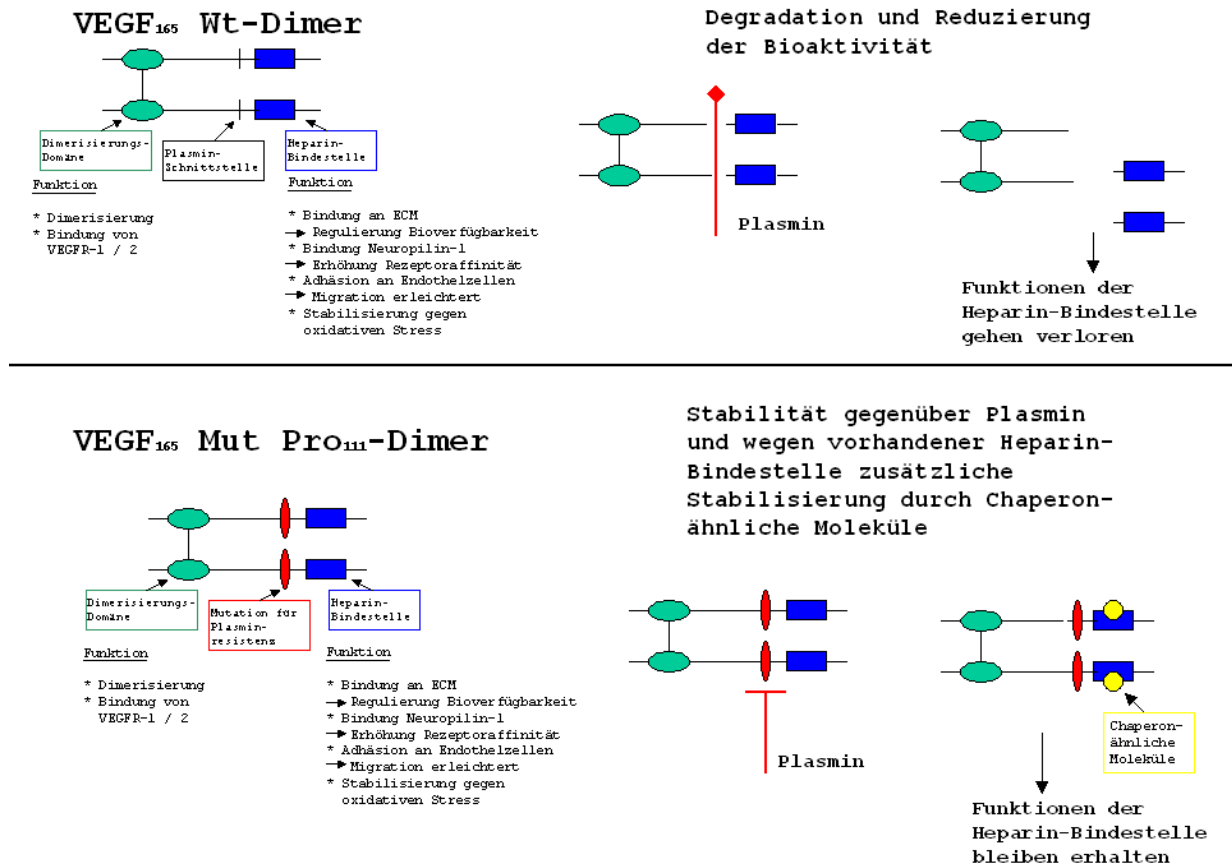 VEGF₁₆₅ Wt-Dimer
Dimerisierungs-
Domäne
Plasmin-
Schnittstelle
Heparin-
Bindestelle
Funktion
* Dimerisierung
* Bindung von
VEGFR-1 / 2
Funktion
* Bindung an ECM
→ Regulierung Bioverfügbarkeit
* Bindung Neuropilin-1
→ Erhöhung Rezeptoraffinität
* Adhäsion an Endothelzellen
→ Migration erleichtert
* Stabilisierung gegen
oxidativen Stress
Degradation und Reduzierung
der Bioaktivität
Plasmin
Funktionen der
Heparin-Bindestelle
gehen verloren
VEGF₁₆₅ Mut Pro₁₁₁-Dimer
Dimerisierungs-
Domäne
Mutation für
Plasmin-
resistenz
Heparin-
Bindestelle
Funktion
* Dimerisierung
* Bindung von
VEGFR-1 / 2
Funktion
* Bindung an ECM
→ Regulierung Bioverfügbarkeit
* Bindung Neuropilin-1
→ Erhöhung Rezeptoraffinität
* Adhäsion an Endothelzellen
→ Migration erleichtert
* Stabilisierung gegen
oxidativen Stress
Stabilität gegenüber Plasmin
und wegen vorhandener Heparin-
Bindestelle zusätzliche
Stabilisierung durch Chaperon-
ähnliche Moleküle
Plasmin
Chaperon-
ähnliche
Moleküle
Funktionen der
Heparin-Bindestelle
bleiben erhalten